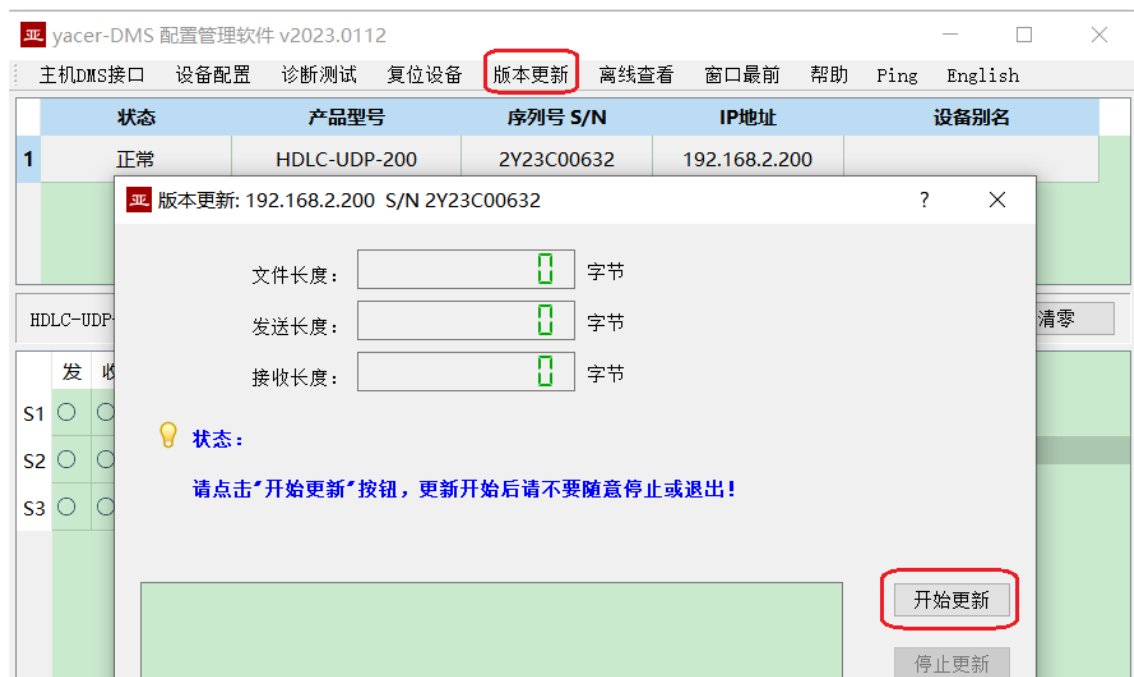 亚 yacer-DMS 配置管理软件 v2023.0112
主机DMS接口 设备配置 诊断测试 复位设备 版本更新 离线查看 窗口最前 帮助 Ping English
状态 产品型号 序列号 S/N IP地址 设备别名
1 正常 HDLC-UDP-200 2Y23C00632 192.168.2.200
亚 版本更新: 192.168.2.200 S/N 2Y23C00632 ?
文件长度: 0 字节
HDLC-UDP- 清零
发送长度: 0 字节
发 收
接收长度: 0 字节
S1
状态:
S2
请点击"开始更新"按钮，更新开始后请不要随意停止或退出!
S3
开始更新
停止更新